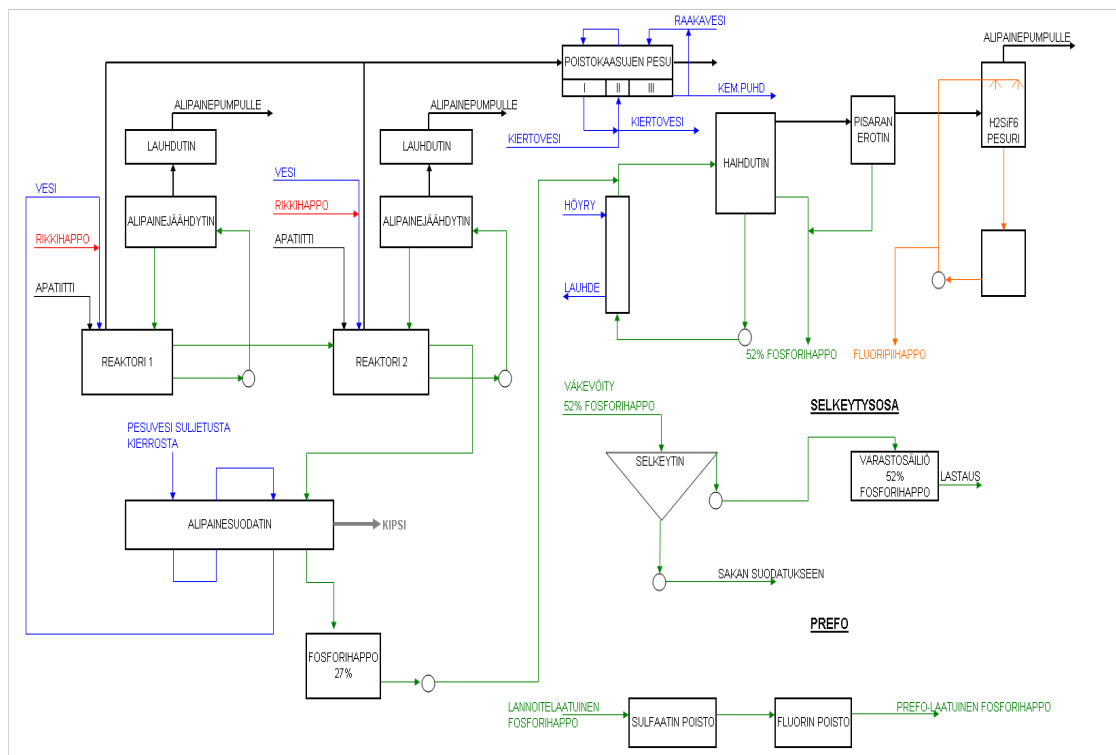 RAAKAVESI
ALIPAINEPUMPULLE
POISTOKAASUJEN PESU
I II III
KEM.PUHD
KIERTOVESI
KIERTOVESI
ALIPAINEPUMPULLE
LAUHDUTIN
VESI
RIKKIHAPPO
ALIPAINEJÄÄHDYTIN
APATIITTI
REAKTORI 1
ALIPAINEPUMPULLE
LAUHDUTIN
VESI
RIKKIHAPPO
ALIPAINEJÄÄHDYTIN
APATIITTI
REAKTORI 2
HAIHDUTIN
PISARAN
EROTIN
H2SiF6
PESURI
HÖYRY
LAUHDE
52% FOSFORIHAPPO
FLUORIPIIHAPPO
PESUVESI SULJETUSTA
KIERROSTA
ALIPAINESUODATIN
KIPSI
FOSFORIHAPPO
27%
VÄKEVÖITY
52% FOSFORIHAPPO
SELKEYTYSOSA
SELKEYTIN
VARASTOSÄILIÖ
52%
FOSFORIHAPPO
LASTAUS
SAKAN SUODATUKSEEN
PREFO
LANNOITELAATUINEN
FOSFORIHAPPO
SULFAATIN POISTO
FLUORIN POISTO
PREFO-LAATUINEN FOSFORIHAPPO